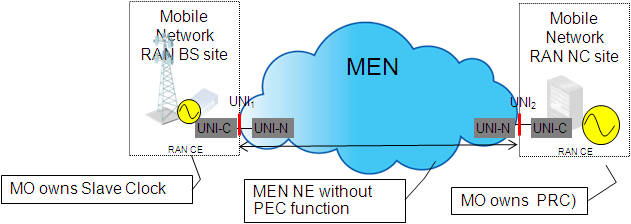 Mobile
Network
RAN BS site
UNI1
UNI-C
UNI-N
RAN CE
MEN
Mobile
Network
RAN NC site
UNI2
UNI-N
UNI-C
RAN CE
MO owns Slave Clock
MEN NE without
PEC function
MO owns PRC)